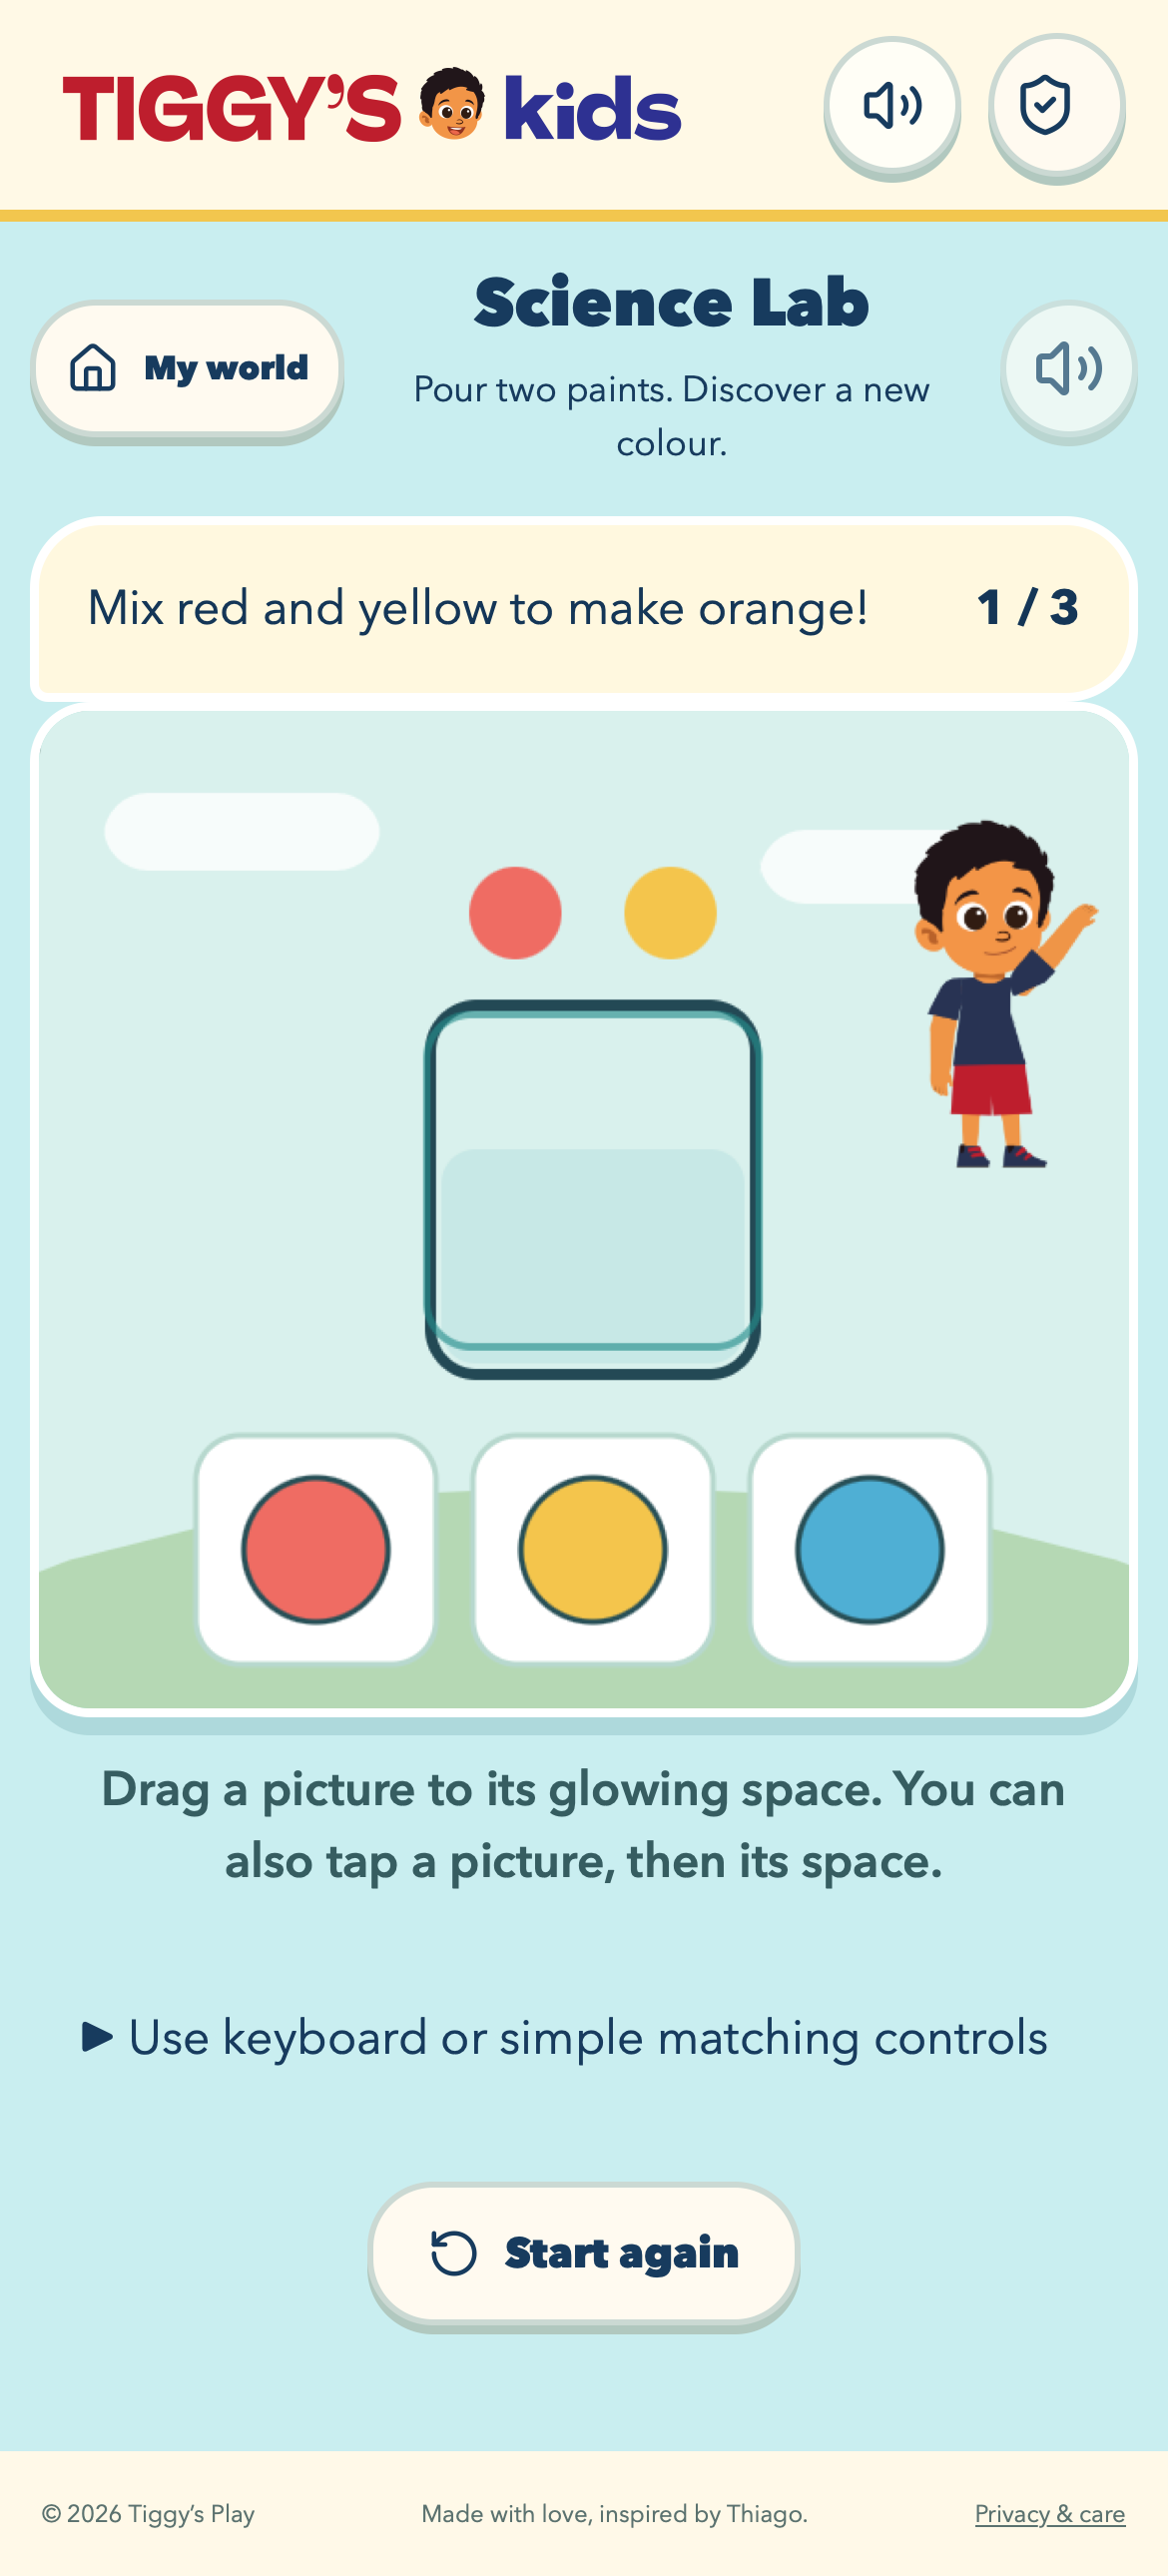 TIGGY’S kids
Science Lab
My world
Pour two paints. Discover a new
colour.
Mix red and yellow to make orange!
1 / 3
Drag a picture to its glowing space. You can
also tap a picture, then its space.
Use keyboard or simple matching controls
Start again
© 2026 Tiggy’s Play
Made with love, inspired by Thiago.
Privacy & care